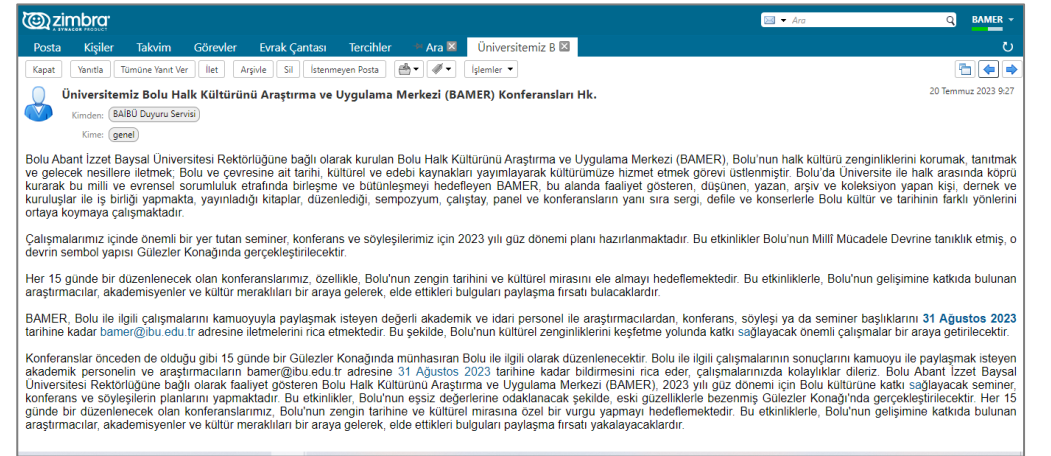 zimbra
A SYNACOR PRODUCT
Ara
BAMER
Posta Kişiler Takvim Görevler Evrak Çantası Tercihler Ara Üniversitemiz B
Kapat Yanıtla Tümüne Yanıt Ver İlet Arşivle Sil İstenmeyen Posta İşlemler
Üniversitemiz Bolu Halk Kültürünü Araştırma ve Uygulama Merkezi (BAMER) Konferansları Hk.
20 Temmuz 2023 9:27
Kimden: BAİBÜ Duyuru Servisi
Kime: genel
Bolu Abant İzzet Baysal Üniversitesi Rektörlüğüne bağlı olarak kurulan Bolu Halk Kültürünü Araştırma ve Uygulama Merkezi (BAMER), Bolu'nun halk kültürü zenginliklerini korumak, tanıtmak
ve gelecek nesillere iletmek; Bolu ve çevresine ait tarihi, kültürel ve edebi kaynakları yayımlayarak kültürümüze hizmet etmek görevi üstlenmiştir. Bolu'da Üniversite ile halk arasında köprü
kurarak bu milli ve evrensel sorumluluk etrafında birleşme ve bütünleşmeyi hedefleyen BAMER, bu alanda faaliyet gösteren, düşünen, yazan, arşiv ve koleksiyon yapan kişi, dernek ve
kuruluşlar ile iş birliği yapmakta, yayınladığı kitaplar, düzenlediği, sempozyum, çalıştay, panel ve konferansların yanı sıra sergi, defile ve konserlerle Bolu kültür ve tarihinin farklı yönlerini
ortaya koymaya çalışmaktadır.
Çalışmalarımız içinde önemli bir yer tutan seminer, konferans ve söyleşilerimiz için 2023 yılı güz dönemi planı hazırlanmaktadır. Bu etkinlikler Bolu'nun Millî Mücadele Devrine tanıklık etmiş, o
devrin sembol yapısı Gülezler Konağında gerçekleştirilecektir.
Her 15 günde bir düzenlenecek olan konferanslarımız, özellikle, Bolu'nun zengin tarihini ve kültürel mirasını ele almayı hedeflemektedir. Bu etkinliklerle, Bolu'nun gelişimine katkıda bulunan
araştırmacılar, akademisyenler ve kültür meraklıları bir araya gelerek, elde ettikleri bulguları paylaşma fırsatı bulacaklardır.
BAMER, Bolu ile ilgili çalışmalarını kamuoyuyla paylaşmak isteyen değerli akademik ve idari personel ile araştırmacılardan, konferans, söyleşi ya da seminer başlıklarını 31 Ağustos 2023
tarihine kadar bamer@ibu.edu.tr adresine iletmelerini rica etmektedir. Bu şekilde, Bolu'nun kültürel zenginliklerini keşfetme yolunda katkı sağlayacak önemli çalışmalar bir araya getirilecektir.
Konferanslar önceden de olduğu gibi 15 günde bir Gülezler Konağında münhasıran Bolu ile ilgili olarak düzenlenecektir. Bolu ile ilgili çalışmalarının sonuçlarını kamuoyu ile paylaşmak isteyen
akademik personelin ve araştırmacıların bamer@ibu.edu.tr adresine 31 Ağustos 2023 tarihine kadar bildirmesini rica eder, çalışmalarınızda kolaylıklar dileriz. Bolu Abant İzzet Baysal
Üniversitesi Rektörlüğüne bağlı olarak faaliyet gösteren Bolu Halk Kültürünü Araştırma ve Uygulama Merkezi (BAMER), 2023 yılı güz dönemi için Bolu kültürüne katkı sağlayacak seminer,
konferans ve söyleşilerin planlarını yapmaktadır. Bu etkinlikler, Bolu'nun eşsiz değerlerine odaklanacak şekilde, eski güzelliklerle bezenmiş Gülezler Konağı'nda gerçekleştirilecektir. Her 15
günde bir düzenlenecek olan konferanslarımız, Bolu'nun zengin tarihine ve kültürel mirasına özel bir vurgu yapmayı hedeflemektedir. Bu etkinliklerle, Bolu'nun gelişimine katkıda bulunan
araştırmacılar, akademisyenler ve kültür meraklıları bir araya gelerek, elde ettikleri bulguları paylaşma fırsatı yakalayacaklardır.